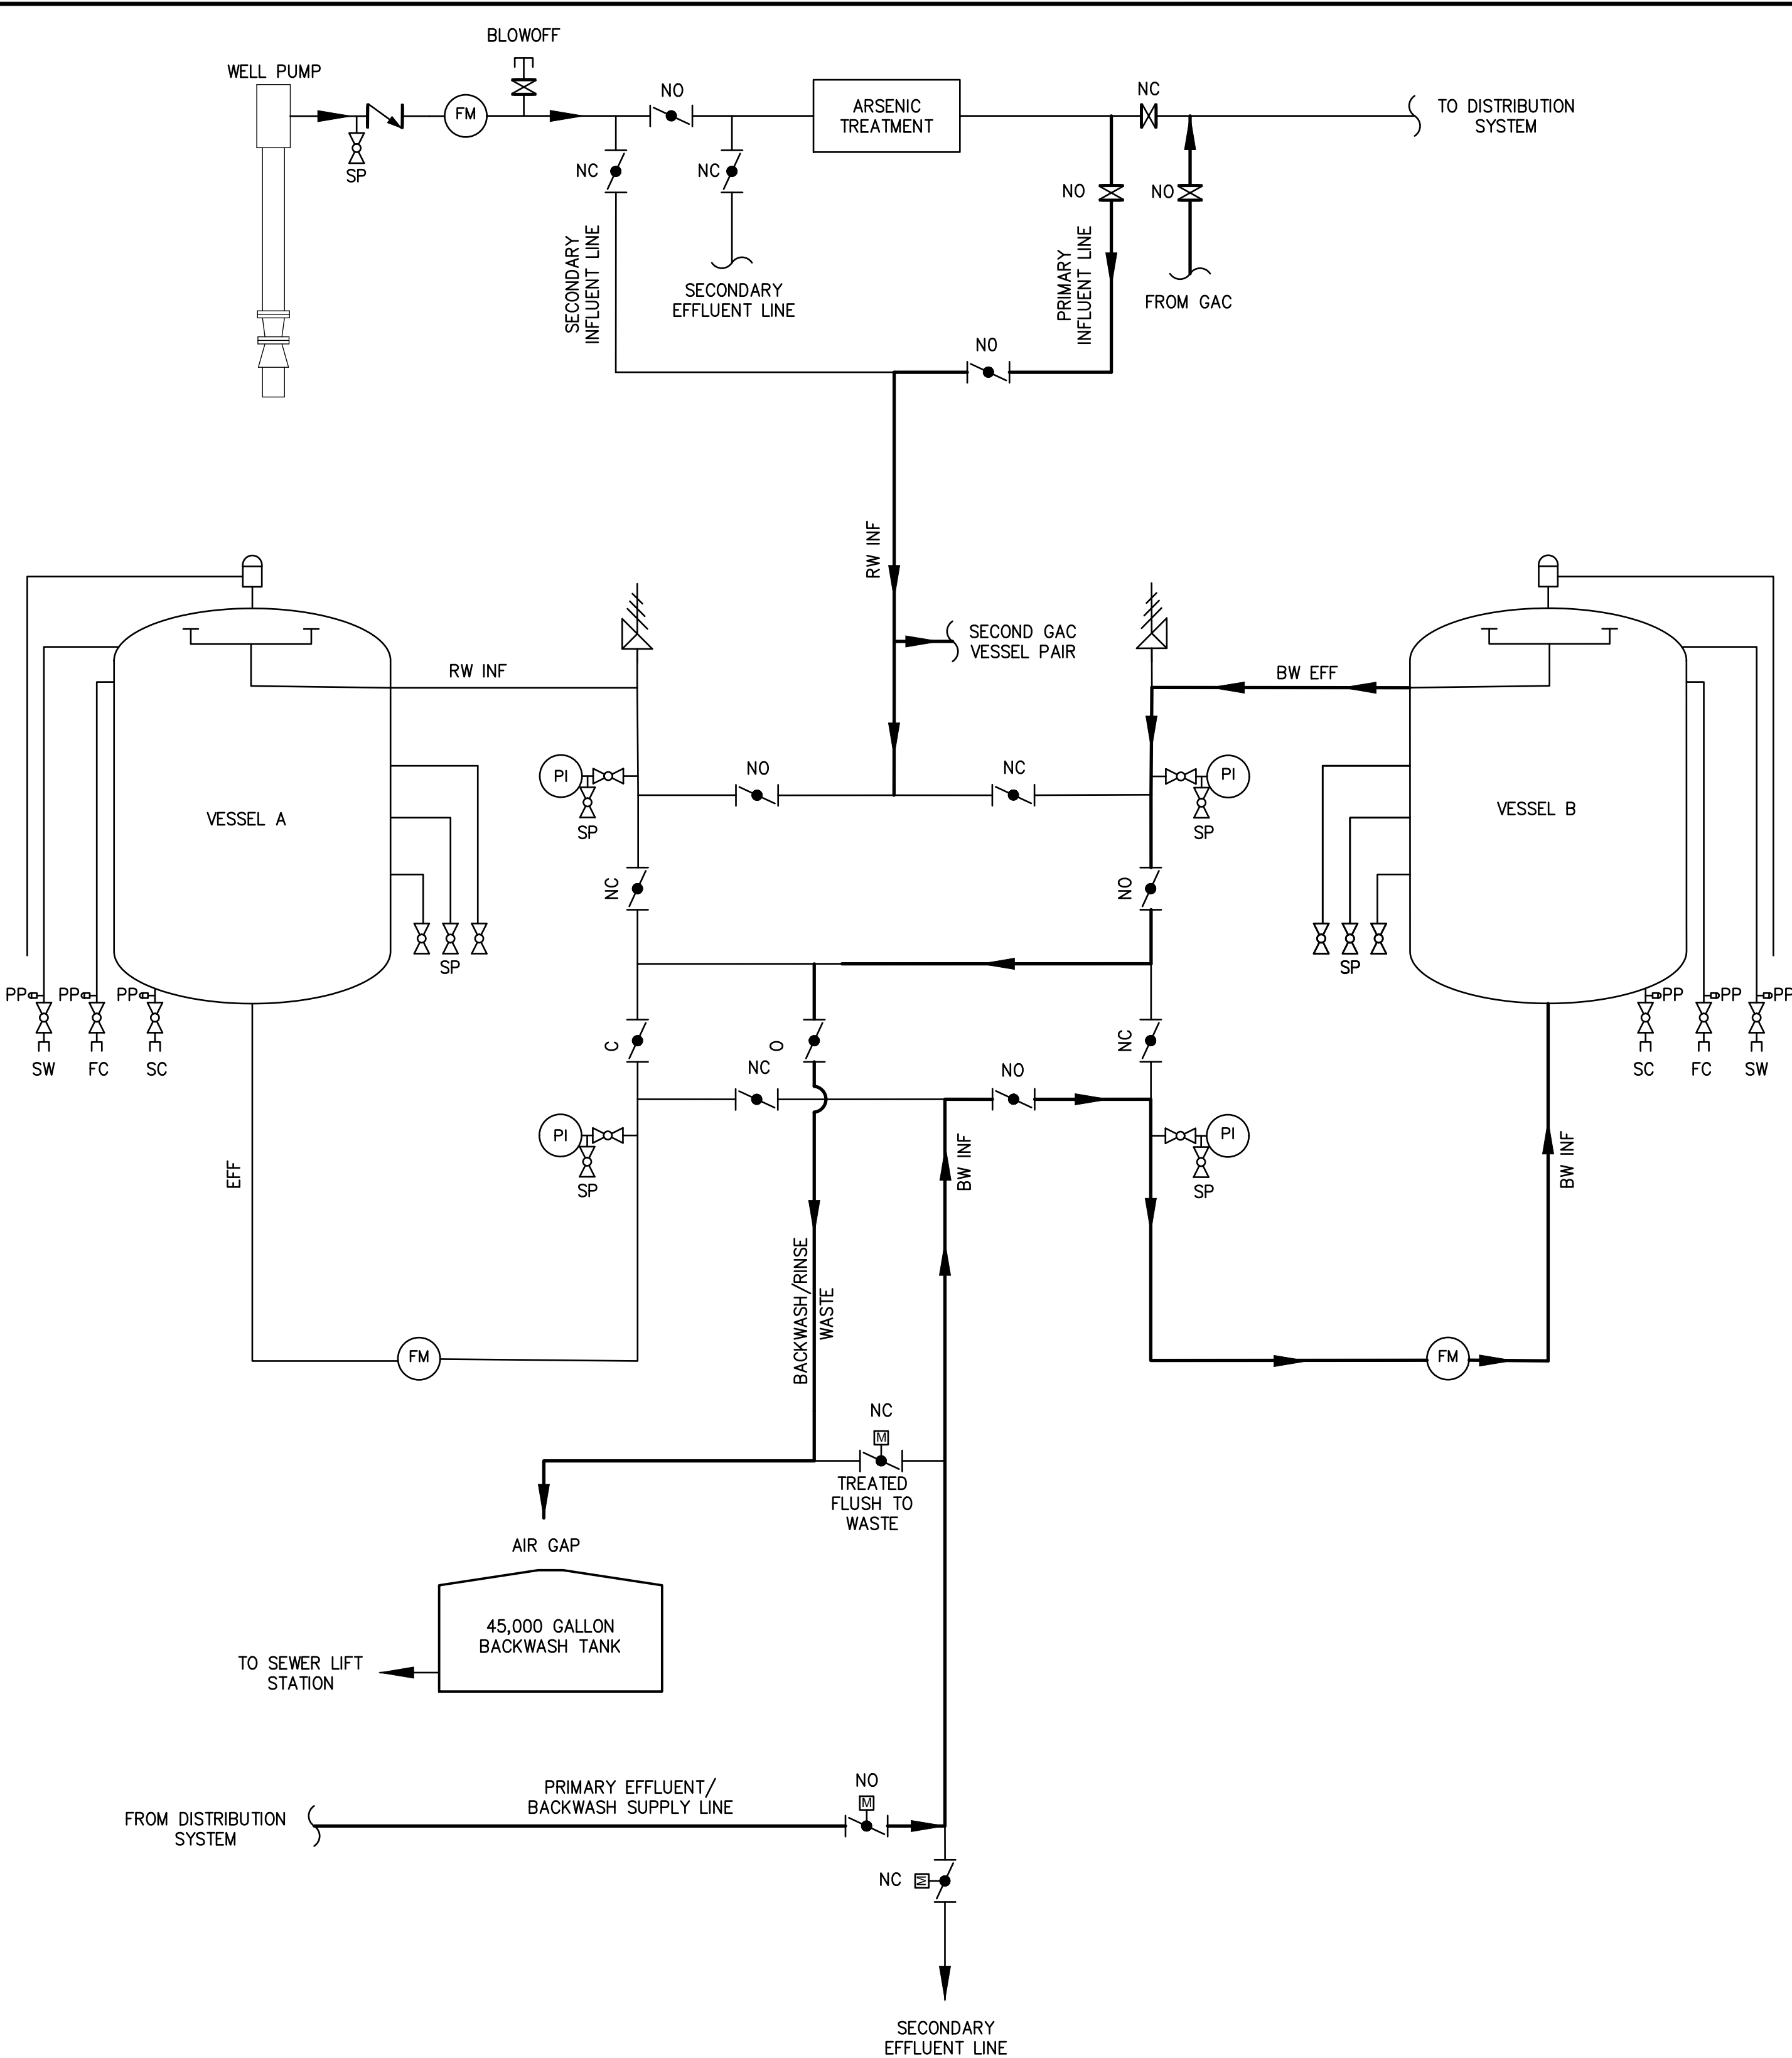 BLOWOFF
WELL PUMP
NO
FM
SP
ARSENIC
TREATMENT
NC
TO DISTRIBUTION
SYSTEM
NC
NC
NO
NO
SECONDARY
INFLUENT LINE
SECONDARY
EFFLUENT LINE
PRIMARY
INFLUENT LINE
FROM GAC
NO
RW INF
SECOND GAC
VESSEL PAIR
RW INF
BW EFF
PI
SP
NO
NC
PI
SP
VESSEL A
VESSEL B
NC
NO
SP
SP
PP
PP
PP
PP
PP
PP
SW
FC
SC
SC
FC
SW
C
O
NC
NC
NO
PI
SP
PI
SP
EFF
BW INF
BW INF
BACKWASH/RINSE
WASTE
FM
FM
NC
M
TREATED
FLUSH TO
WASTE
AIR GAP
45,000 GALLON
BACKWASH TANK
TO SEWER LIFT
STATION
PRIMARY EFFLUENT/
BACKWASH SUPPLY LINE
NO
M
FROM DISTRIBUTION
SYSTEM
NC
M
SECONDARY
EFFLUENT LINE